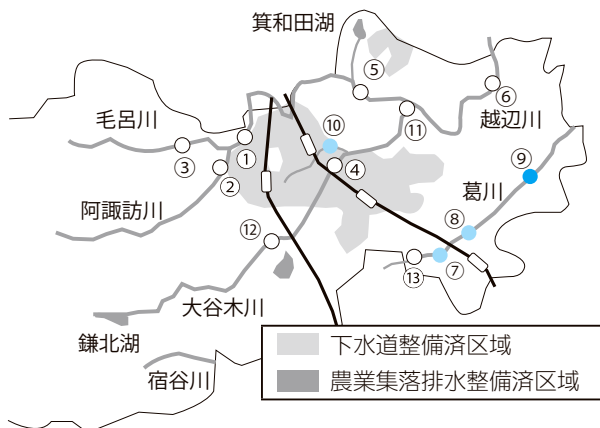 箕和田湖
⑤
⑥
毛呂川
⑩
⑪
越辺川
①
③
④
⑨
②
葛川
阿諏訪川
⑧
⑫
⑬
⑦
大谷木川
鎌北湖
下水道整備済区域
宿谷川
農業集落排水整備済区域